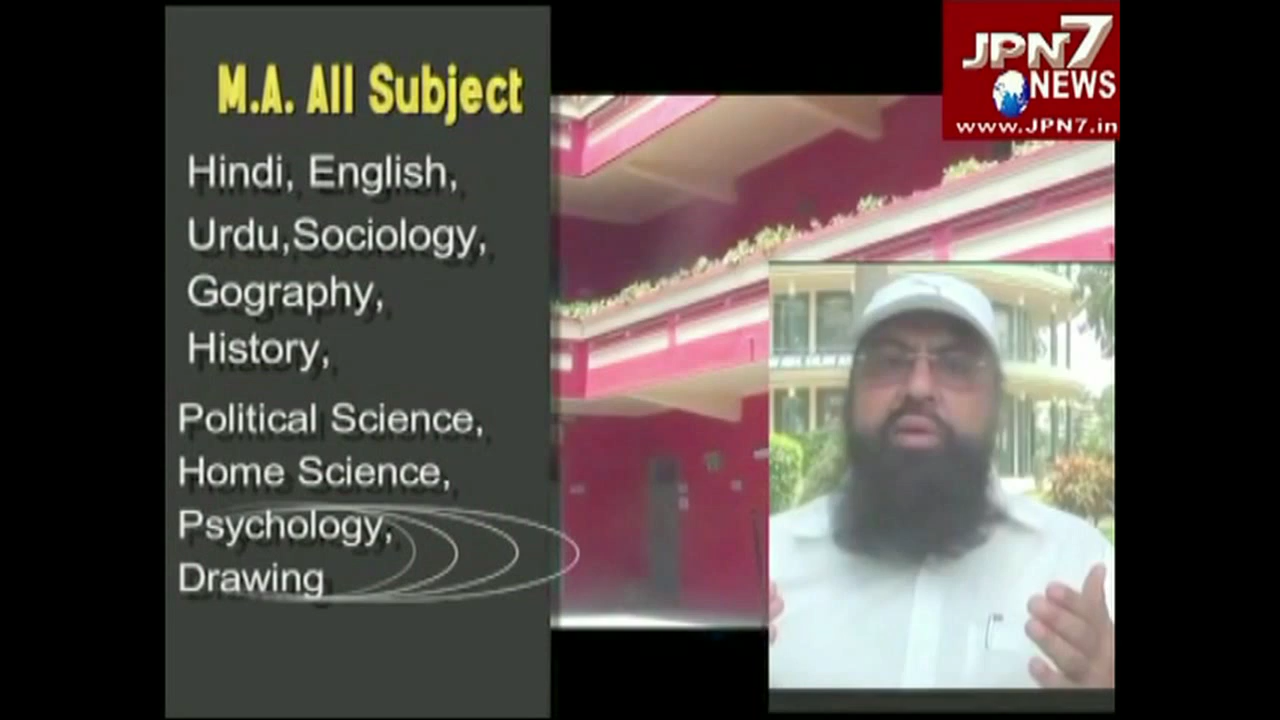 M.A. All Subject
Hindi, English,
Urdu,Sociology,
Gography,
History,
Political Science,
Home Science,
Psychology,
Drawing
JPN7
NEWS
www.JPN7.in